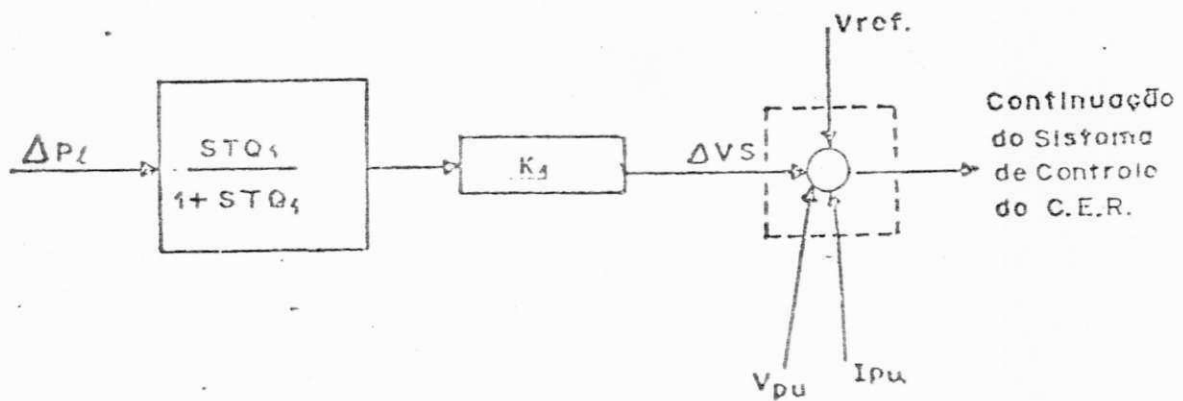 Vref.
Continuação
do Sistema
de Controle
do C.E.R.
ΔPℓ
STQ₁
1 + STQ₁
K₁
ΔVS
Vpu
Ipu